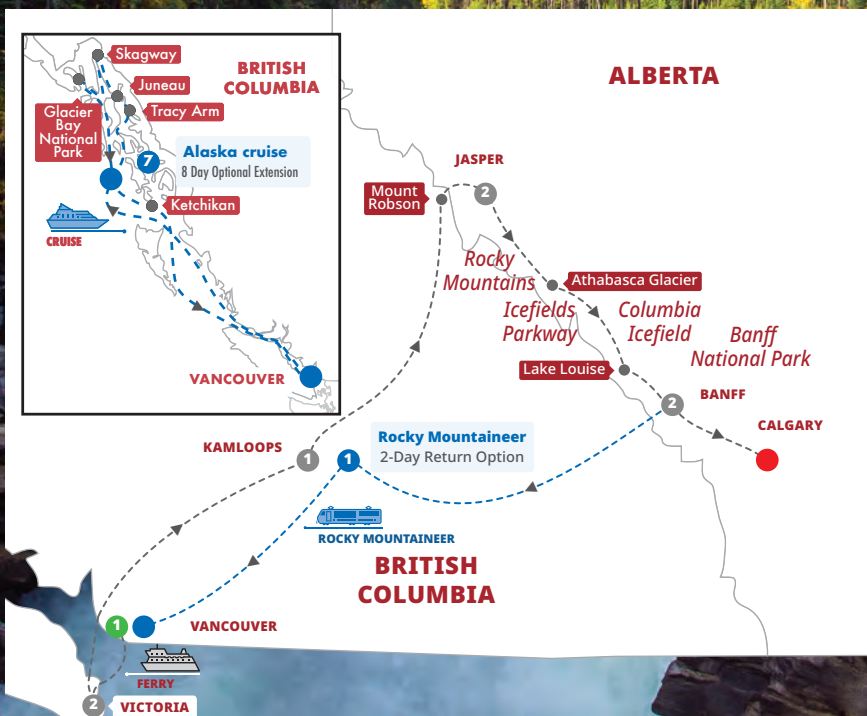 Skagway
BRITISH
COLUMBIA
Juneau
Tracy Arm
Glacier
Bay
National
Park
7
Alaska cruise
8 Day Optional Extension
Ketchikan
CRUISE
VANCOUVER
ALBERTA
JASPER
2
Mount
Robson
Rocky
Mountains
Athabasca Glacier
Icefields
Parkway
Columbia
Icefield
Banff
National Park
Lake Louise
2
BANFF
CALGARY
KAMLOOPS
1
1
Rocky Mountaineer
2-Day Return Option
ROCKY MOUNTAINEER
BRITISH
COLUMBIA
1
VANCOUVER
FERRY
2
VICTORIA